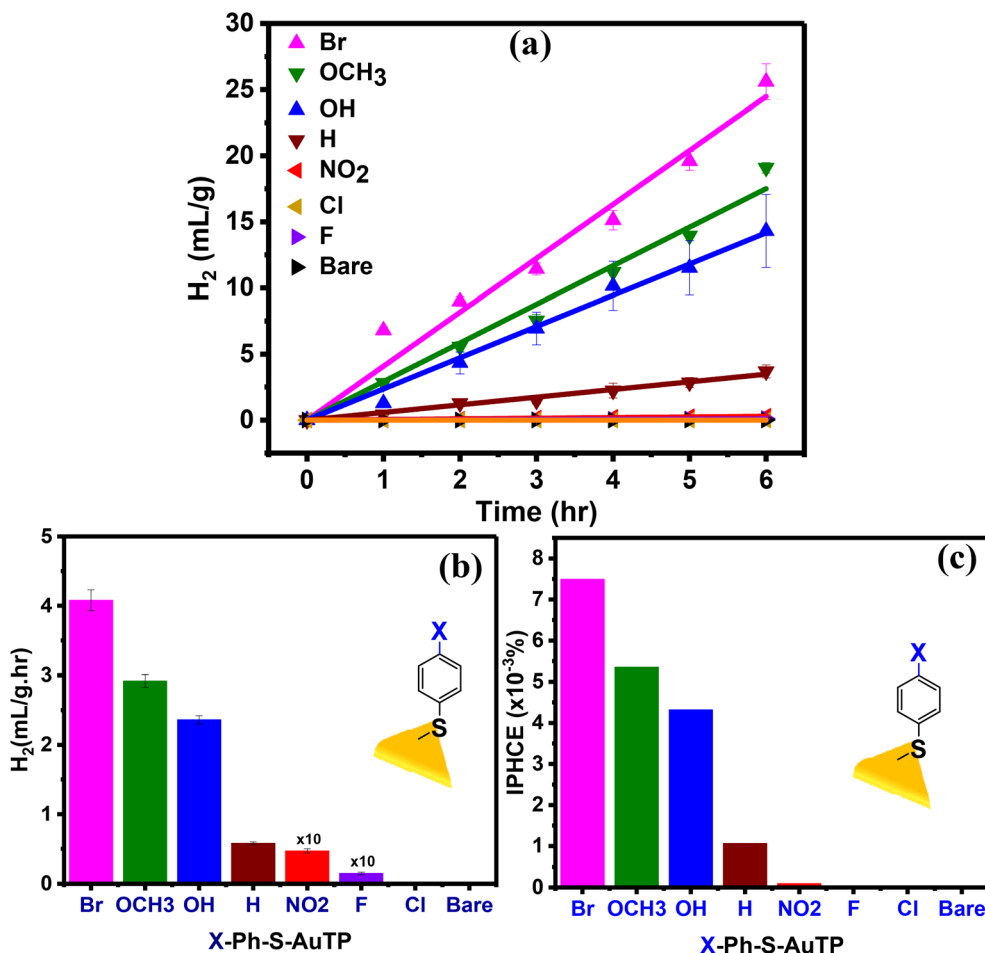 (a)
30
25
20
15
10
5
0
H2 (mL/g)
Br
OCH3
OH
H
NO2
Cl
F
Bare
0 1 2 3 4 5 6
Time (hr)
(b)
5
4
3
2
1
0
H2(mL/g.hr)
X
S
x10
x10
Br OCH3 OH H NO2 F Cl Bare
X-Ph-S-AuTP
(c)
8
7
6
5
4
3
2
1
0
IPHCE (x10-3%)
X
S
Br OCH3 OH H NO2 F Cl Bare
X-Ph-S-AuTP